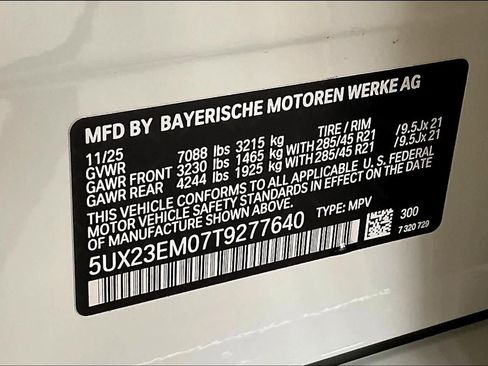 MFD BY BAYERISCHE MOTOREN WERKE AG
11/25 TIRE / RIM
GVWR 7088 lbs 3215 kg
GAWR FRONT 3230 lbs 1465 kg WITH 285/45 R21 /9.5Jx 21
GAWR REAR 4244 lbs 1925 kg WITH 285/45 R21 /9.5Jx 21
THIS VEHICLE CONFORMS TO ALL APPLICABLE U.S. FEDERAL
MOTOR VEHICLE SAFETY STANDARDS IN EFFECT ON THE DATE
OF MANUFACTURE SHOWN ABOVE.
5UX23EM07T9277640 TYPE: MPV
300
7 320 729